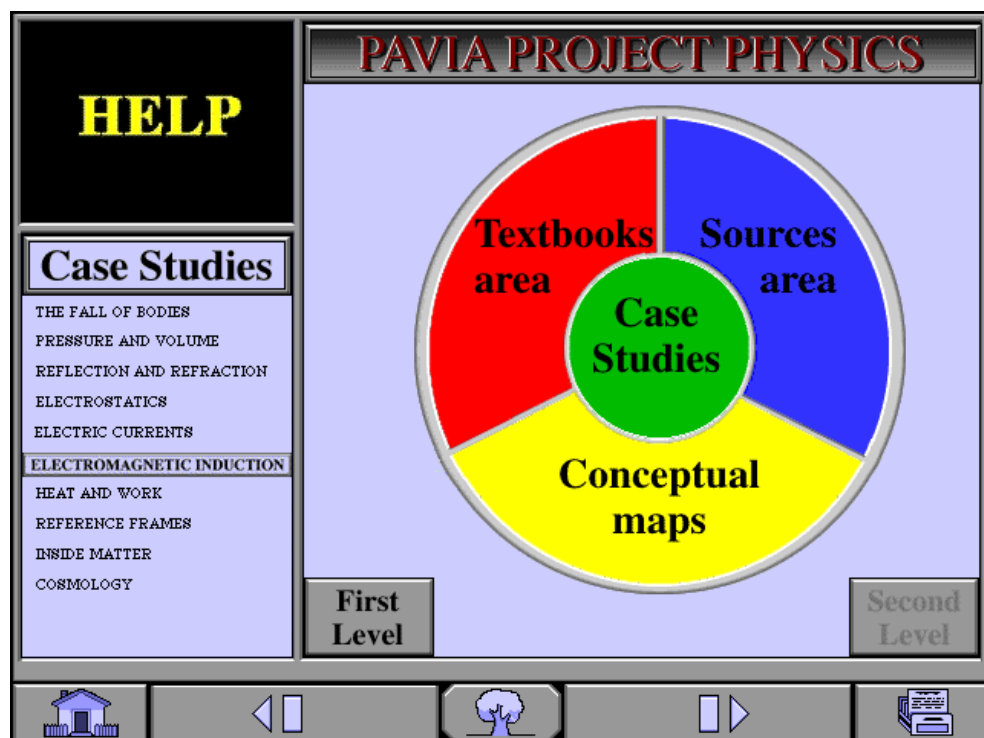 HELP
PAVIA PROJECT PHYSICS
Case Studies
THE FALL OF BODIES
PRESSURE AND VOLUME
REFLECTION AND REFRACTION
ELECTROSTATICS
ELECTRIC CURRENTS
ELECTROMAGNETIC INDUCTION
HEAT AND WORK
REFERENCE FRAMES
INSIDE MATTER
COSMOLOGY
Textbooks
area
Sources
area
Case
Studies
Conceptual
maps
First
Level
Second
Level